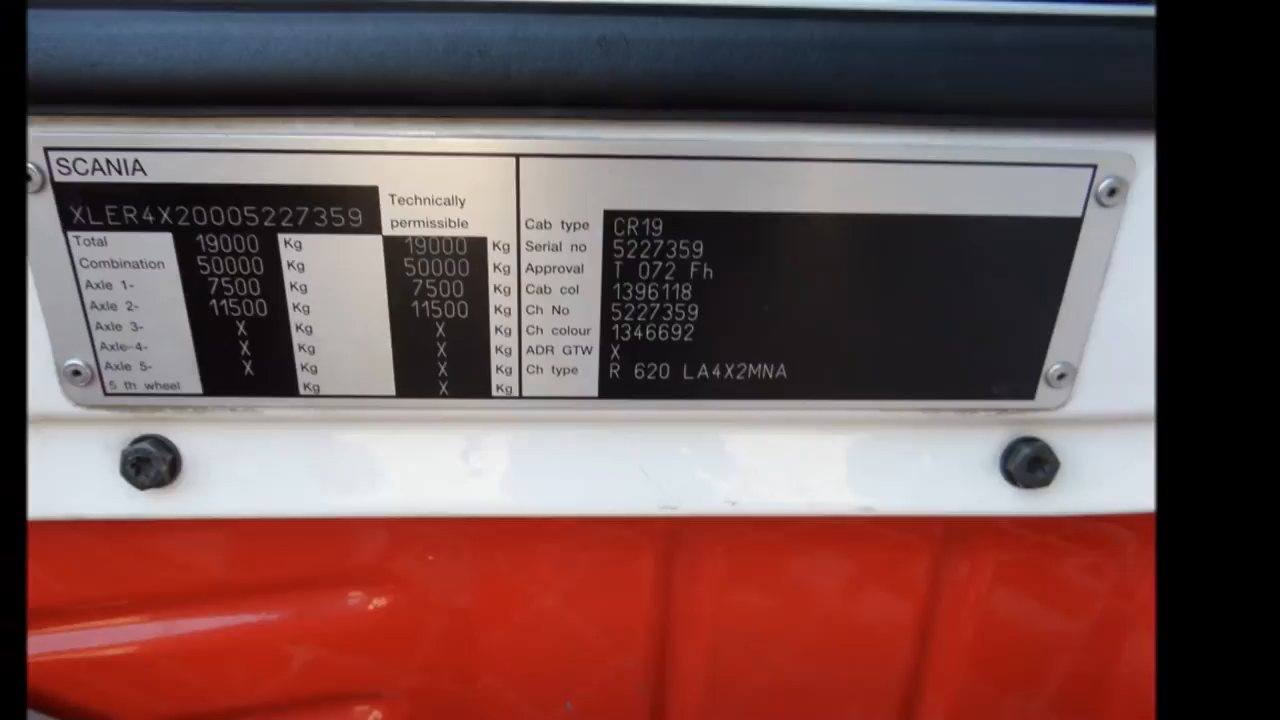 SCANIA
XLER4X20005227359
Technically
permissible
Total 19000 Kg 19000 Kg
Combination 50000 Kg 50000 Kg
Axle 1- 7500 Kg 7500 Kg
Axle 2- 11500 Kg 11500 Kg
Axle 3- X Kg X Kg
Axle-4- X Kg X Kg
Axle 5- X Kg X Kg
5 th wheel Kg X Kg
Cab type CR19
Serial no 5227359
Approval T 072 Fh
Cab col 1396118
Ch No 5227359
Ch colour 1346692
ADR GTW X
Ch type R 620 LA4X2MNA